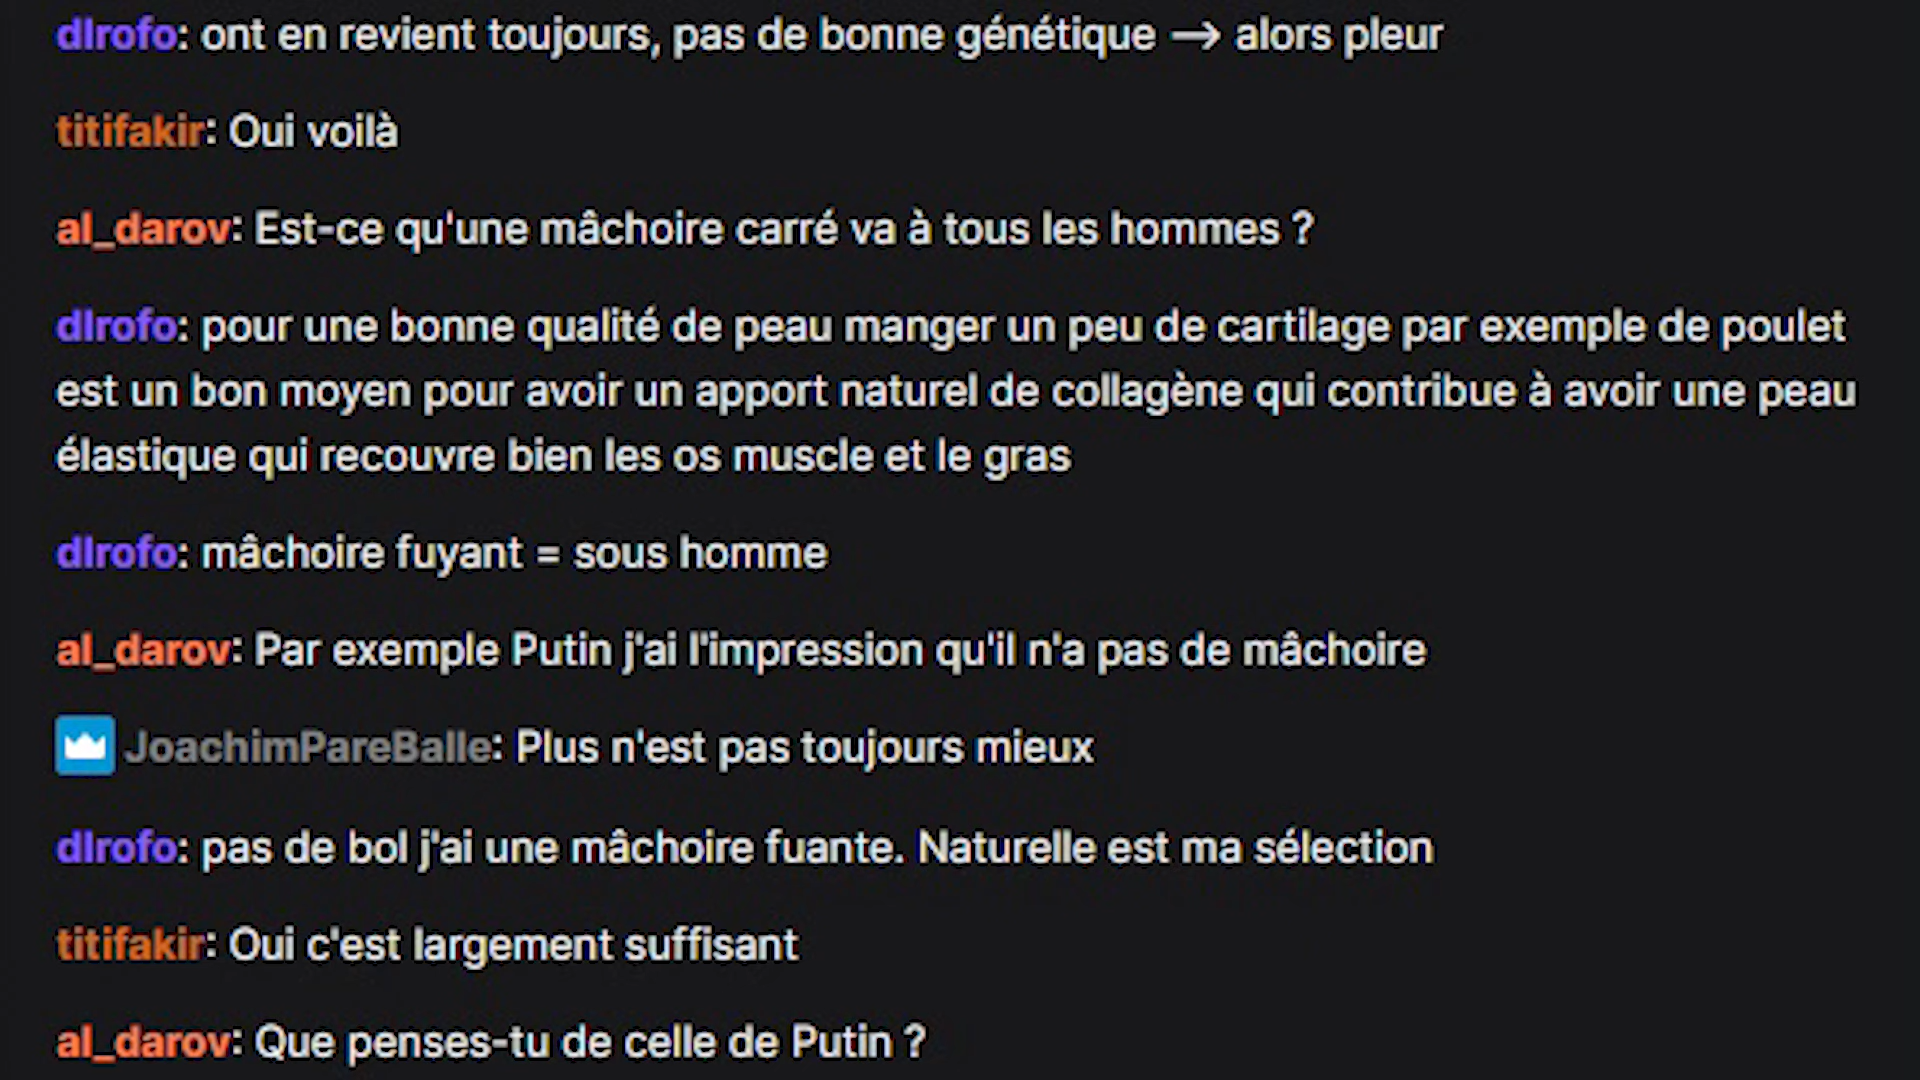 dlrofo: ont en revient toujours, pas de bonne génétique --> alors pleur
titifakir: Oui voilà
al_darov: Est-ce qu'une mâchoire carré va à tous les hommes ?
dlrofo: pour une bonne qualité de peau manger un peu de cartilage par exemple de poulet
est un bon moyen pour avoir un apport naturel de collagène qui contribue à avoir une peau
élastique qui recouvre bien les os muscle et le gras
dlrofo: mâchoire fuyant = sous homme
al_darov: Par exemple Putin j'ai l'impression qu'il n'a pas de mâchoire
JoachimPareBalle: Plus n'est pas toujours mieux
dlrofo: pas de bol j'ai une mâchoire fuante. Naturelle est ma sélection
titifakir: Oui c'est largement suffisant
al_darov: Que penses-tu de celle de Putin ?